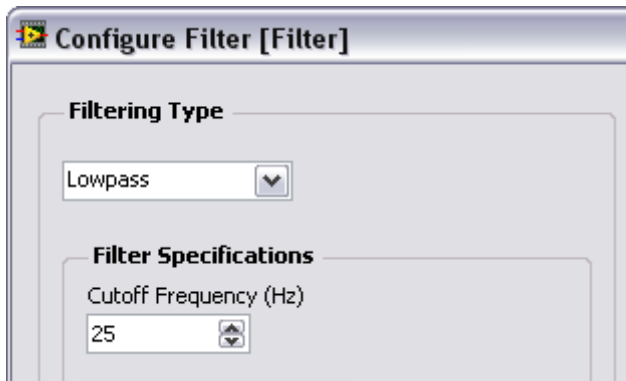 Configure Filter [Filter]
Filtering Type
Lowpass
Filter Specifications
Cutoff Frequency (Hz)
25